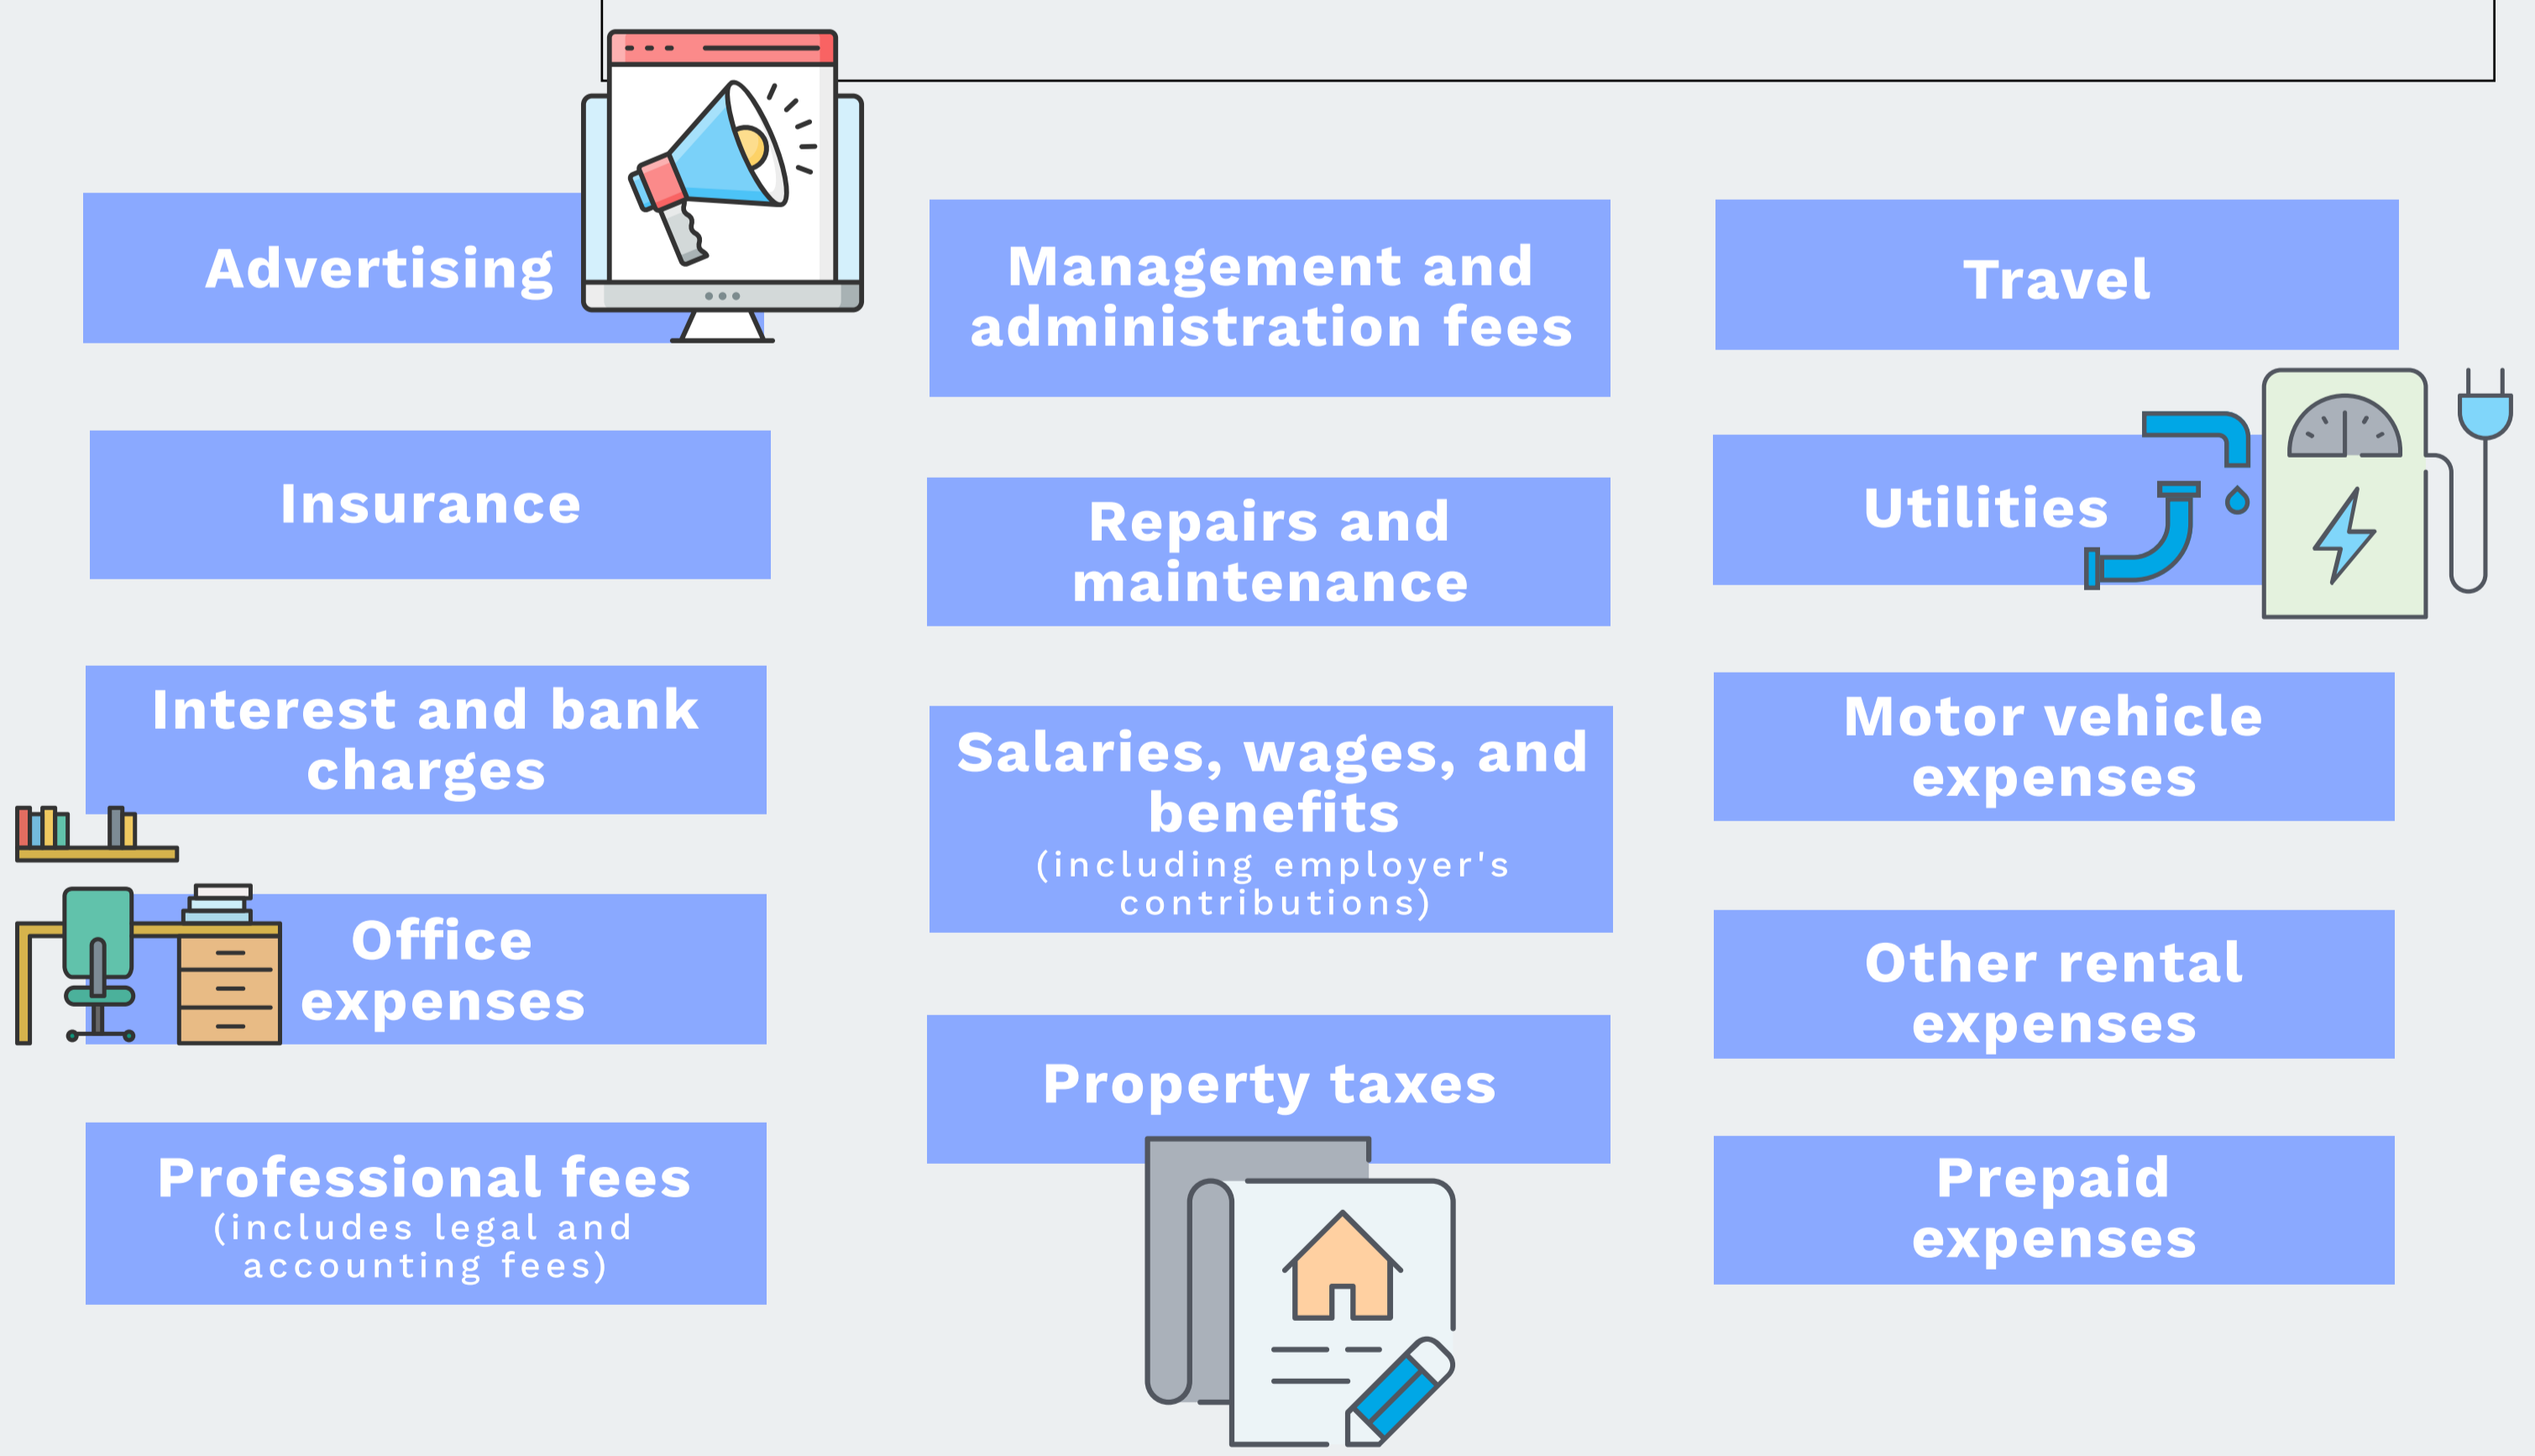 Advertising
Insurance
Interest and bank
charges
Office
expenses
Professional fees
(includes legal and
accounting fees)
Management and
administration fees
Repairs and
maintenance
Salaries, wages, and
benefits
(including employer's
contributions)
Property taxes
Travel
Utilities
Motor vehicle
expenses
Other rental
expenses
Prepaid
expenses